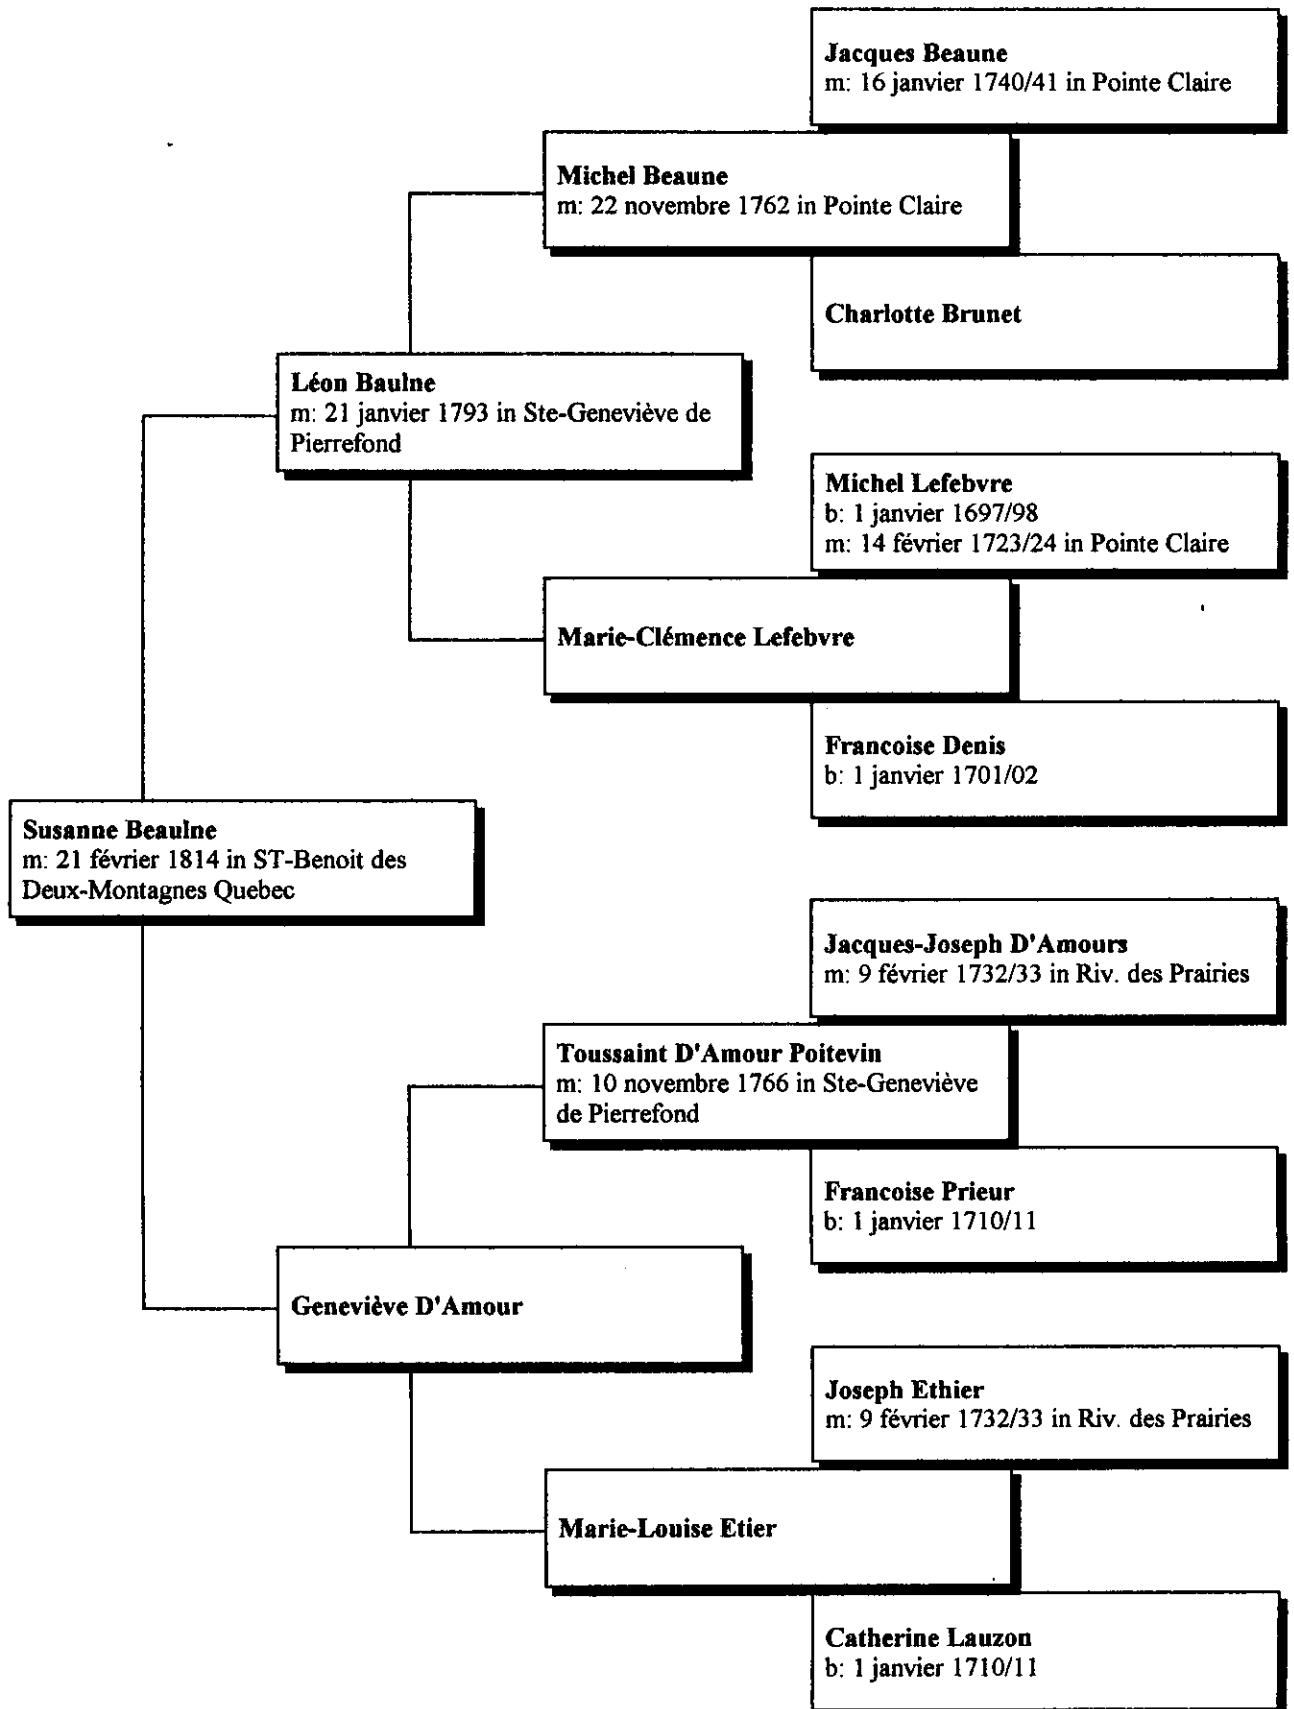 Jacques Beaune
m: 16 janvier 1740/41 in Pointe Claire
Michel Beaune
m: 22 novembre 1762 in Pointe Claire
Charlotte Brunet
Léon Baulne
m: 21 janvier 1793 in Ste-Geneviève de
Pierrefond
Michel Lefebvre
b: 1 janvier 1697/98
m: 14 février 1723/24 in Pointe Claire
Marie-Clémence Lefebvre
Francoise Denis
b: 1 janvier 1701/02
Susanne Beaulne
m: 21 février 1814 in ST-Benoit des
Deux-Montagnes Quebec
Jacques-Joseph D'Amours
m: 9 février 1732/33 in Riv. des Prairies
Toussaint D'Amour Poitevin
m: 10 novembre 1766 in Ste-Geneviève
de Pierrefond
Francoise Prieur
b: 1 janvier 1710/11
Geneviève D'Amour
Joseph Ethier
m: 9 février 1732/33 in Riv. des Prairies
Marie-Louise Etier
Catherine Lauzon
b: 1 janvier 1710/11